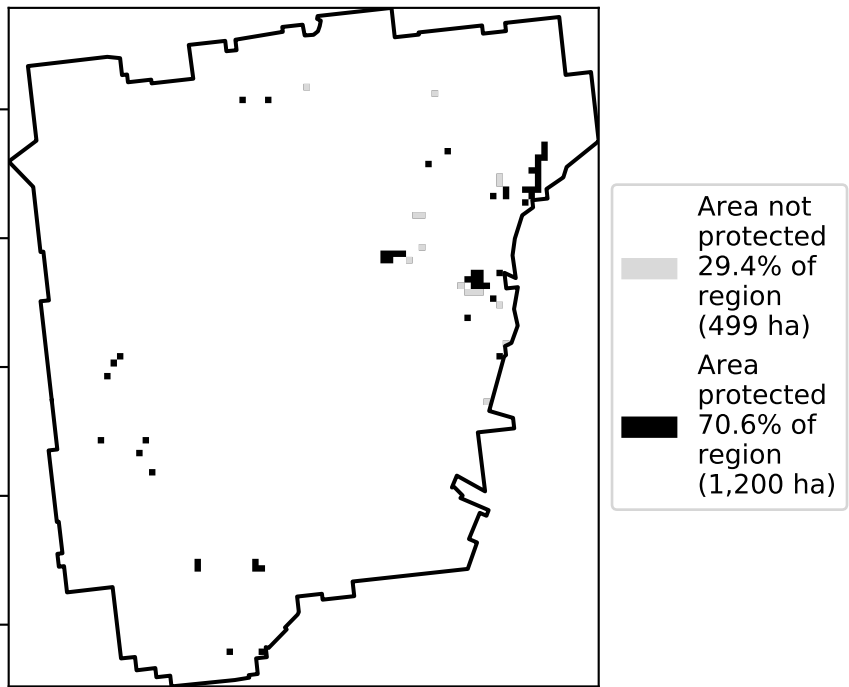 Area not
protected
29.4% of
region
(499 ha)
Area
protected
70.6% of
region
(1,200 ha)